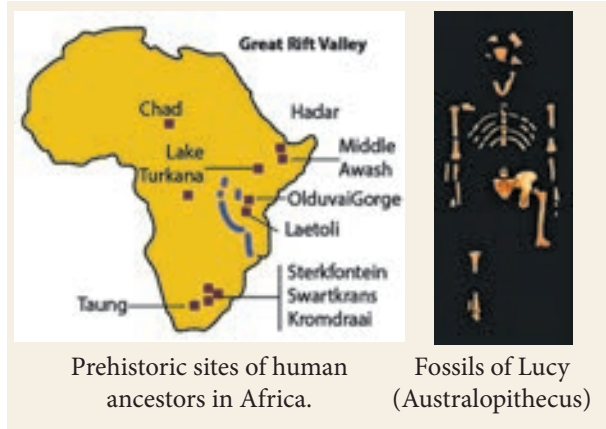 Great Rift Valley
Chad
Hadar
Lake
Turkana
Middle
Awash
OlduvaiGorge
Laetoli
Sterkfontein
Swartkrans
Kromdraai
Taung
Prehistoric sites of human
ancestors in Africa.
Fossils of Lucy
(Australopithecus)